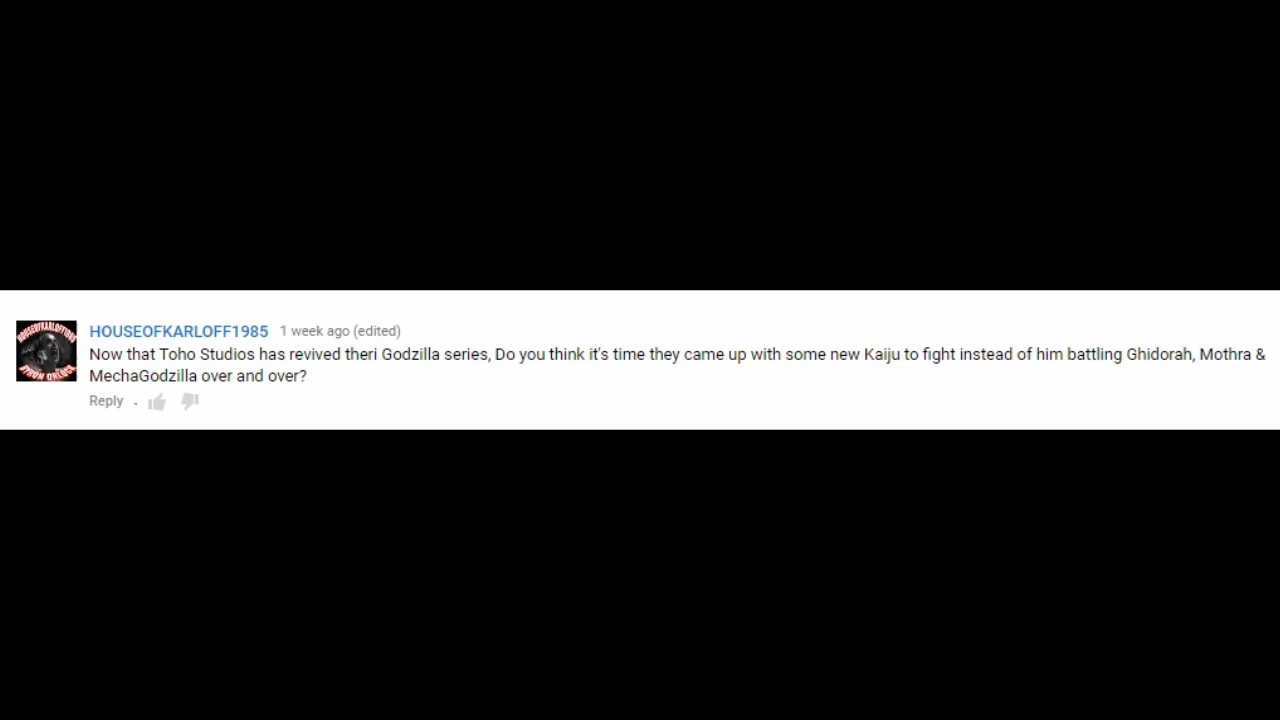 HOUSEOFKARLOFF1985 1 week ago (edited)
Now that Toho Studios has revived theri Godzilla series, Do you think it's time they came up with some new Kaiju to fight instead of him battling Ghidorah, Mothra &
MechaGodzilla over and over?
Reply .